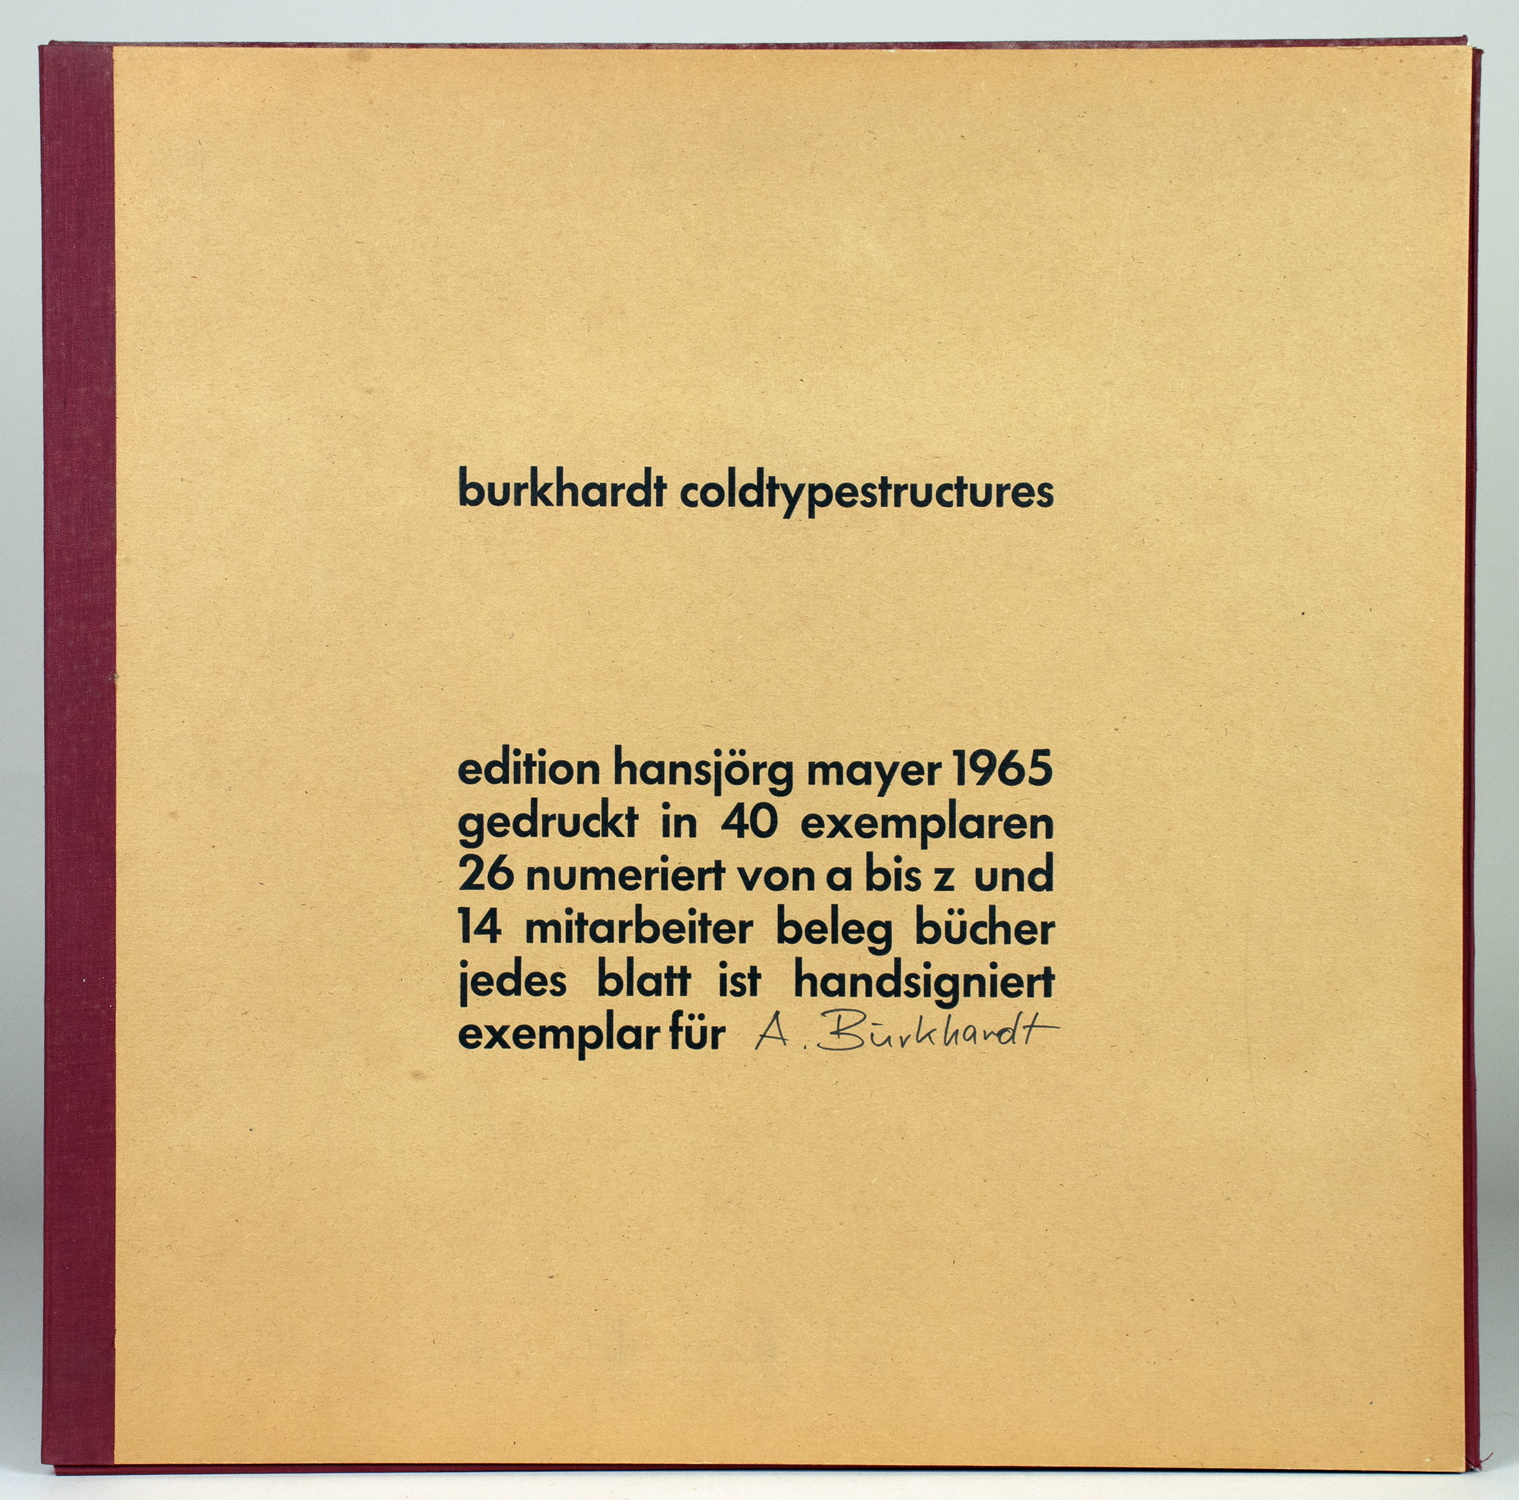 burkhardt coldtypestructures
edition hansjörg mayer 1965
gedruckt in 40 exemplaren
26 numeriert von a bis z und
14 mitarbeiter beleg bücher
jedes blatt ist handsigniert
exemplar für A. Burkhardt